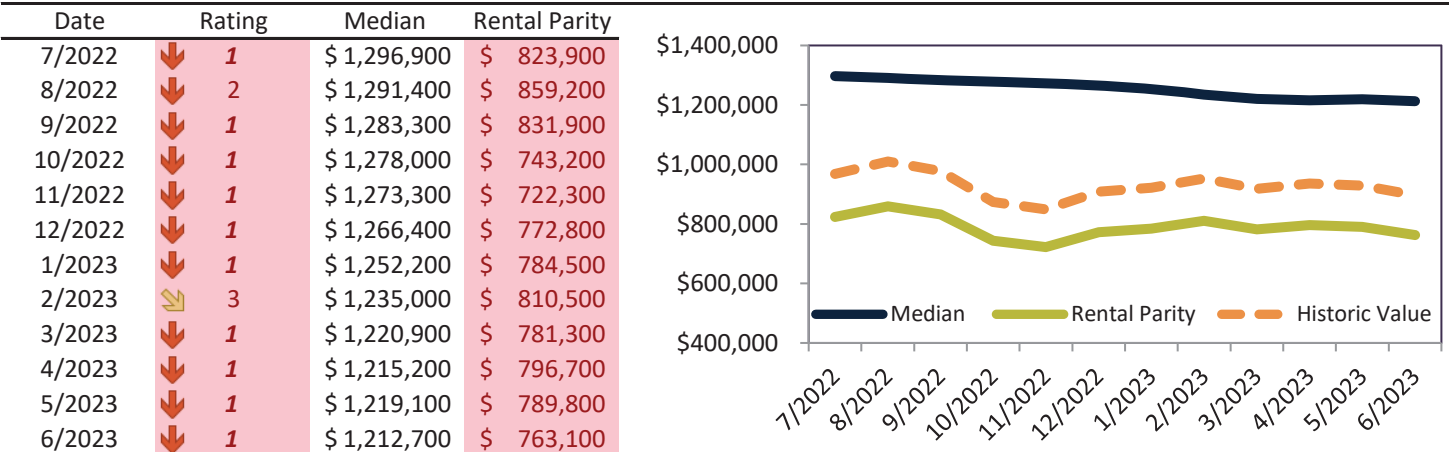 Date Rating Median Rental Parity
7/2022 1 $ 1,296,900 $ 823,900
8/2022 2 $ 1,291,400 $ 859,200
9/2022 1 $ 1,283,300 $ 831,900
10/2022 1 $ 1,278,000 $ 743,200
11/2022 1 $ 1,273,300 $ 722,300
12/2022 1 $ 1,266,400 $ 772,800
1/2023 1 $ 1,252,200 $ 784,500
2/2023 3 $ 1,235,000 $ 810,500
3/2023 1 $ 1,220,900 $ 781,300
4/2023 1 $ 1,215,200 $ 796,700
5/2023 1 $ 1,219,100 $ 789,800
6/2023 1 $ 1,212,700 $ 763,100
$1,400,000
$1,200,000
$1,000,000
$800,000
$600,000
$400,000
Median Rental Parity Historic Value
7/2022 8/2022 9/2022 10/2022 11/2022 12/2022 1/2023 2/2023 3/2023 4/2023 5/2023 6/2023